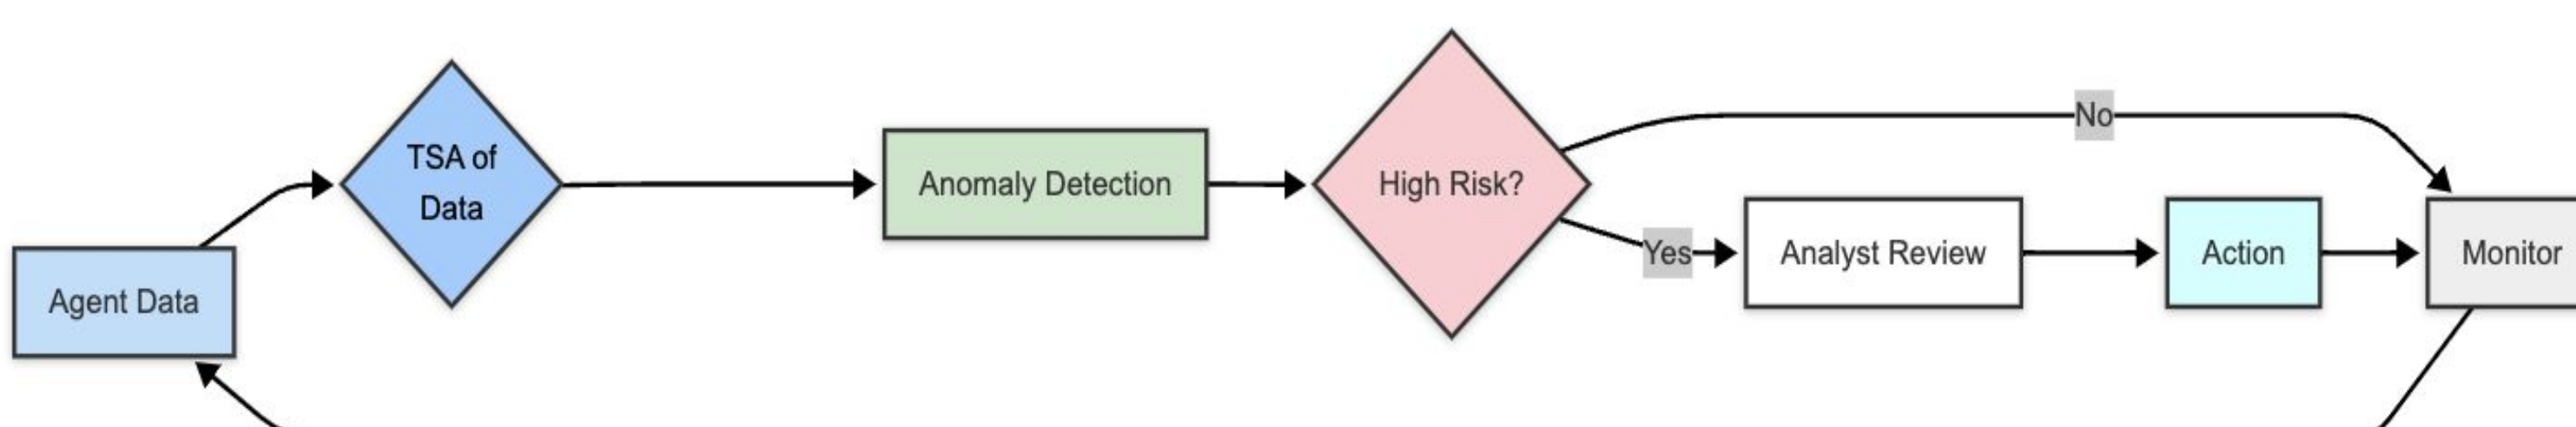 Agent Data
TSA of
Data
Anomaly Detection
High Risk?
No
Yes
Analyst Review
Action
Monitor